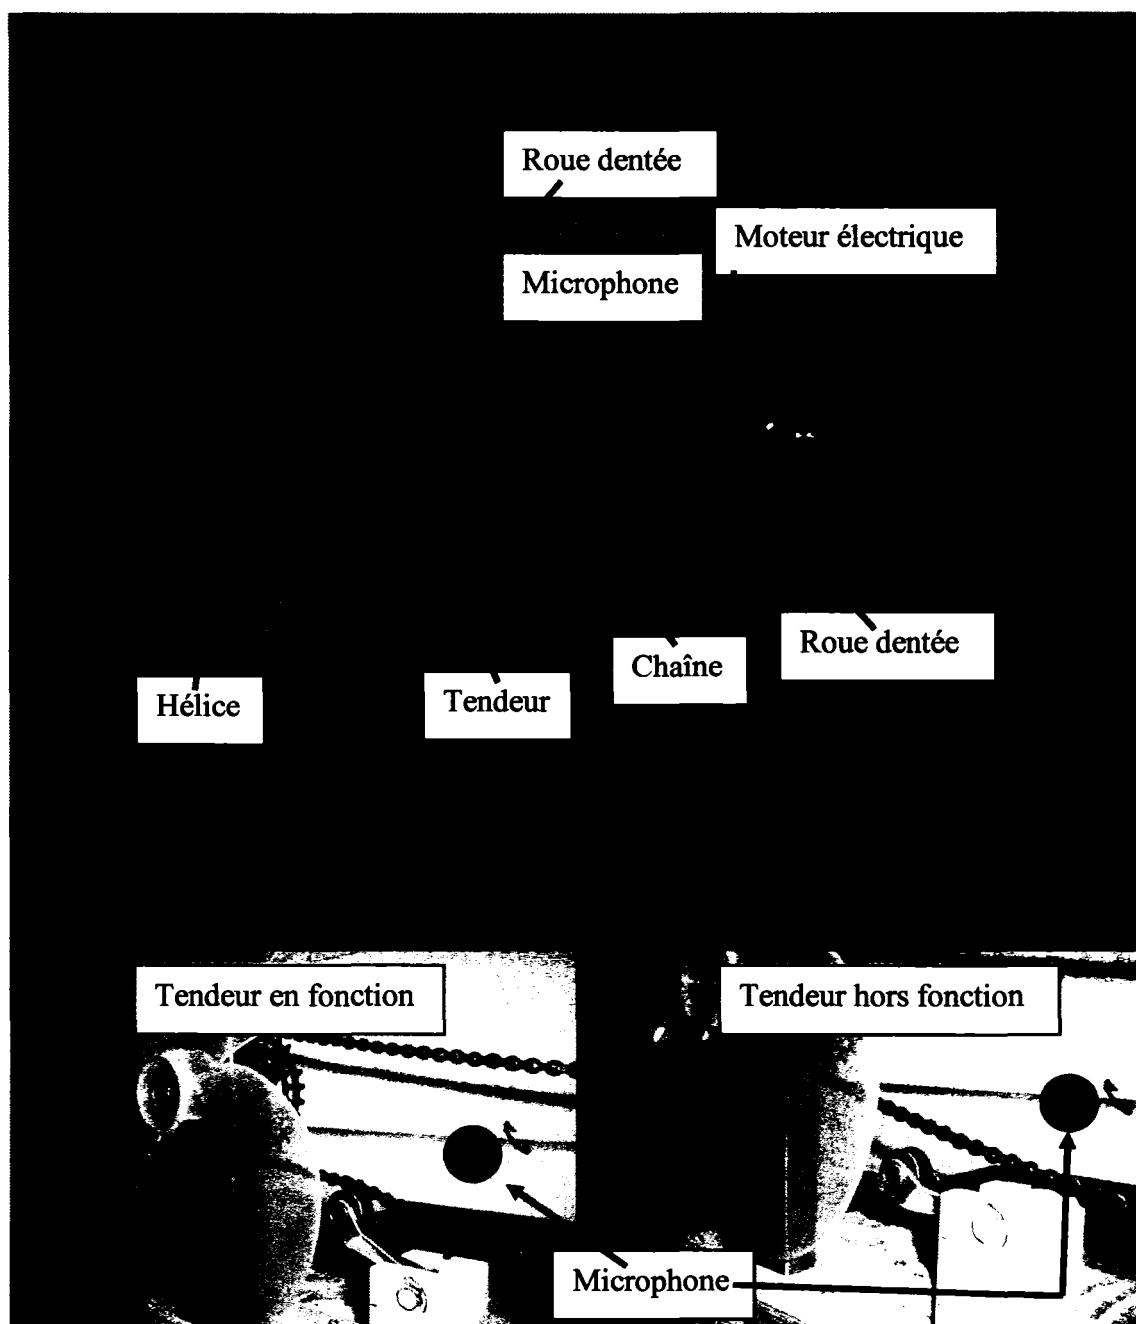 Roue dentée
Moteur électrique
Microphone
Roue dentée
Chaîne
Tendeur
Hélice
Tendeur en fonction
Tendeur hors fonction
Microphone